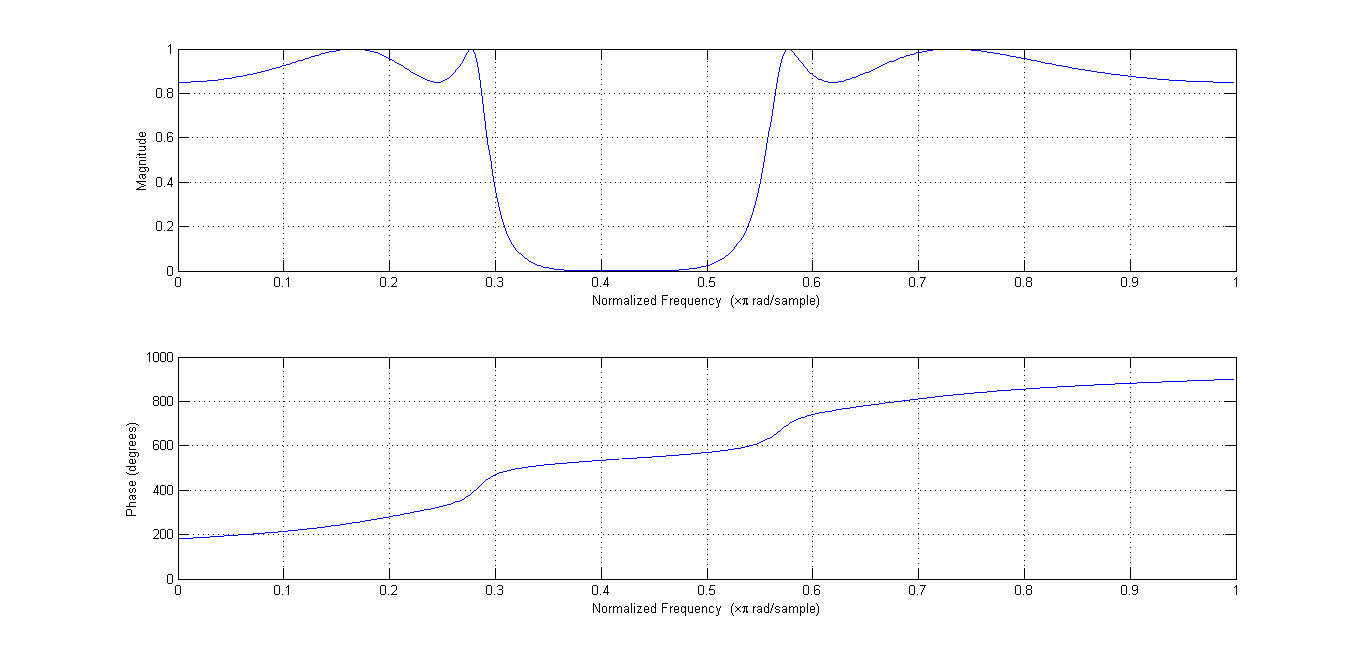 1
0.8
0.6
0.4
0.2
0
Magnitude
0 0.1 0.2 0.3 0.4 0.5 0.6 0.7 0.8 0.9 1
Normalized Frequency (×π rad/sample)
1000
800
600
400
200
0
Phase (degrees)
0 0.1 0.2 0.3 0.4 0.5 0.6 0.7 0.8 0.9 1
Normalized Frequency (×π rad/sample)